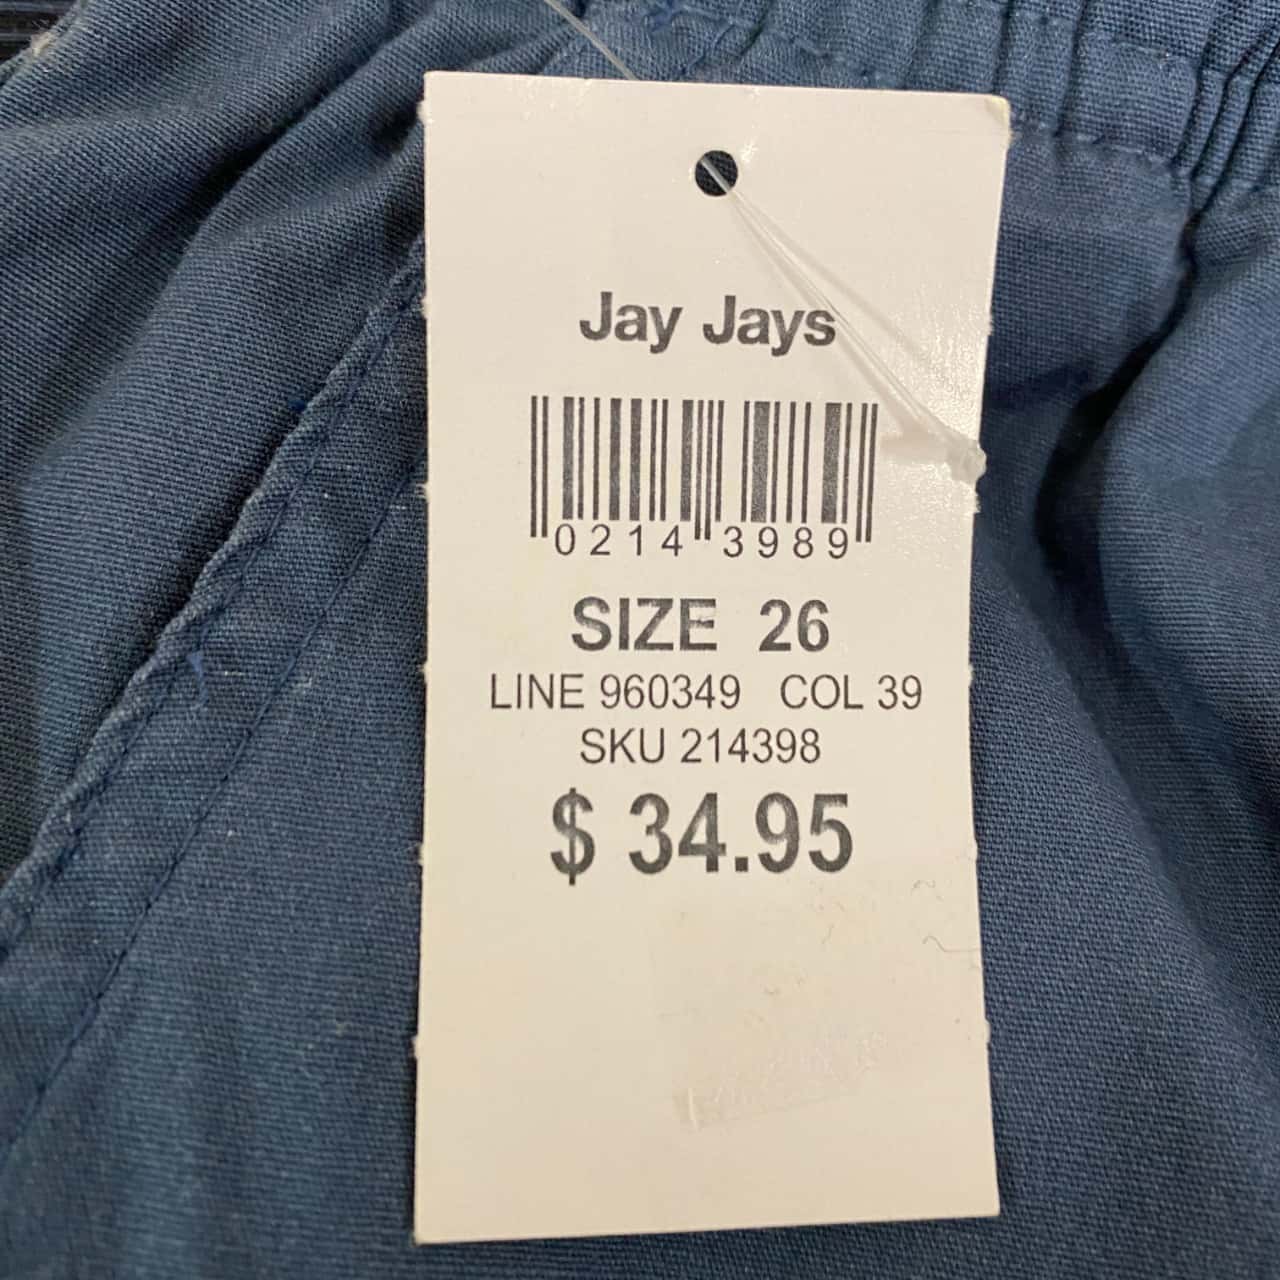 Jay Jays
0214 3989
SIZE 26
LINE 960349 COL 39
SKU 214398
$ 34.95